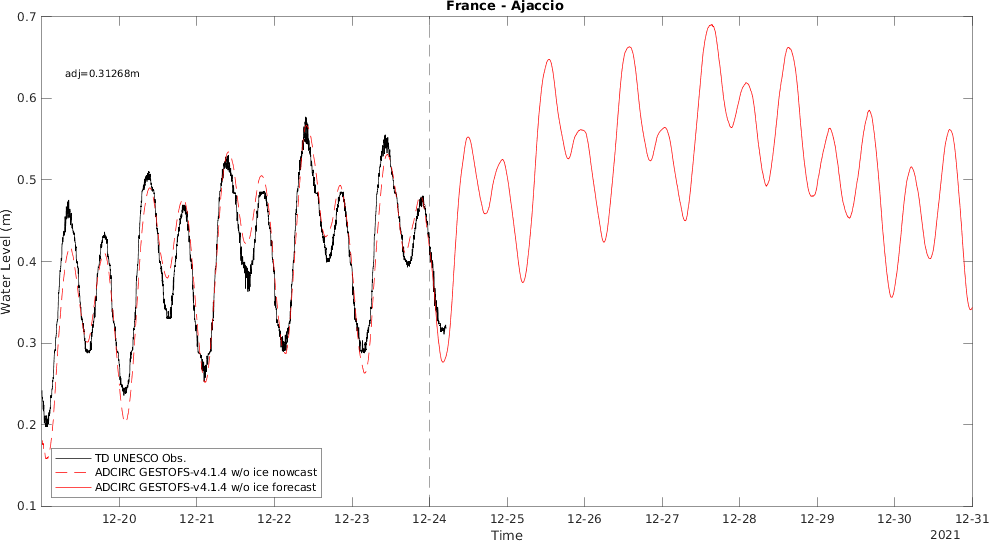 France - Ajaccio
0.7
0.6
0.5
0.4
0.3
0.2
0.1
Water Level (m)
adj=0.31268m
TD UNESCO Obs.
ADCIRC GESTOFS-v4.1.4 w/o ice nowcast
ADCIRC GESTOFS-v4.1.4 w/o ice forecast
12-20 12-21 12-22 12-23 12-24 12-25 12-26 12-27 12-28 12-29 12-30 12-31
Time
2021